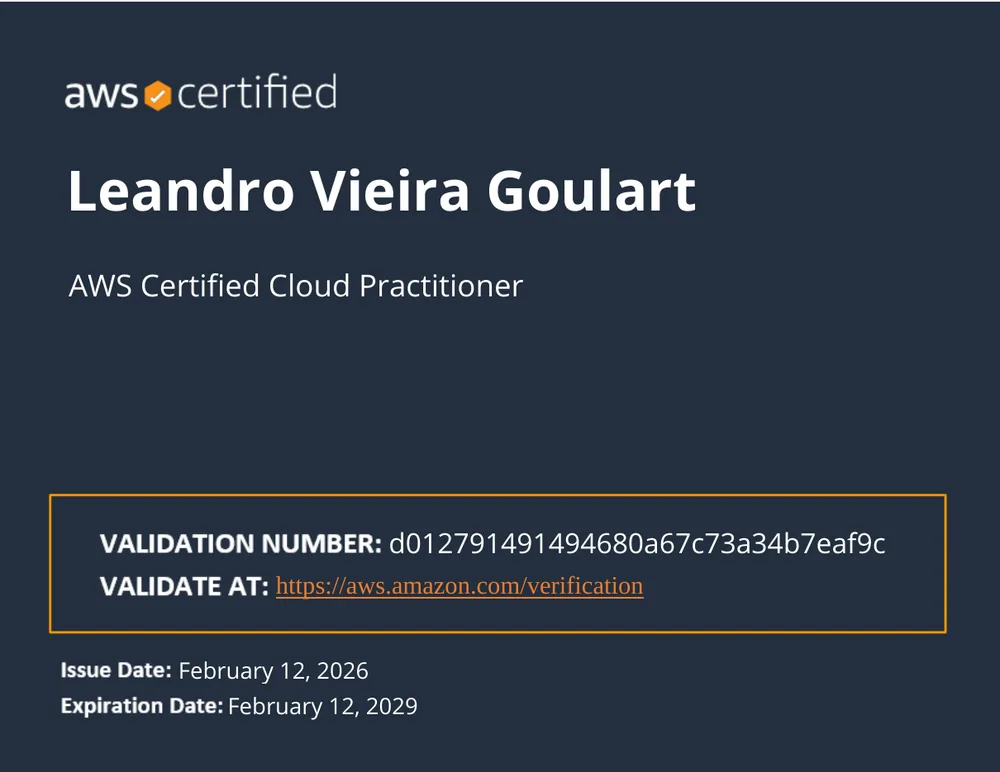 aws certified
Leandro Vieira Goulart
AWS Certified Cloud Practitioner
VALIDATION NUMBER: d012791491494680a67c73a34b7eaf9c
VALIDATE AT: https://aws.amazon.com/verification
Issue Date: February 12, 2026
Expiration Date: February 12, 2029